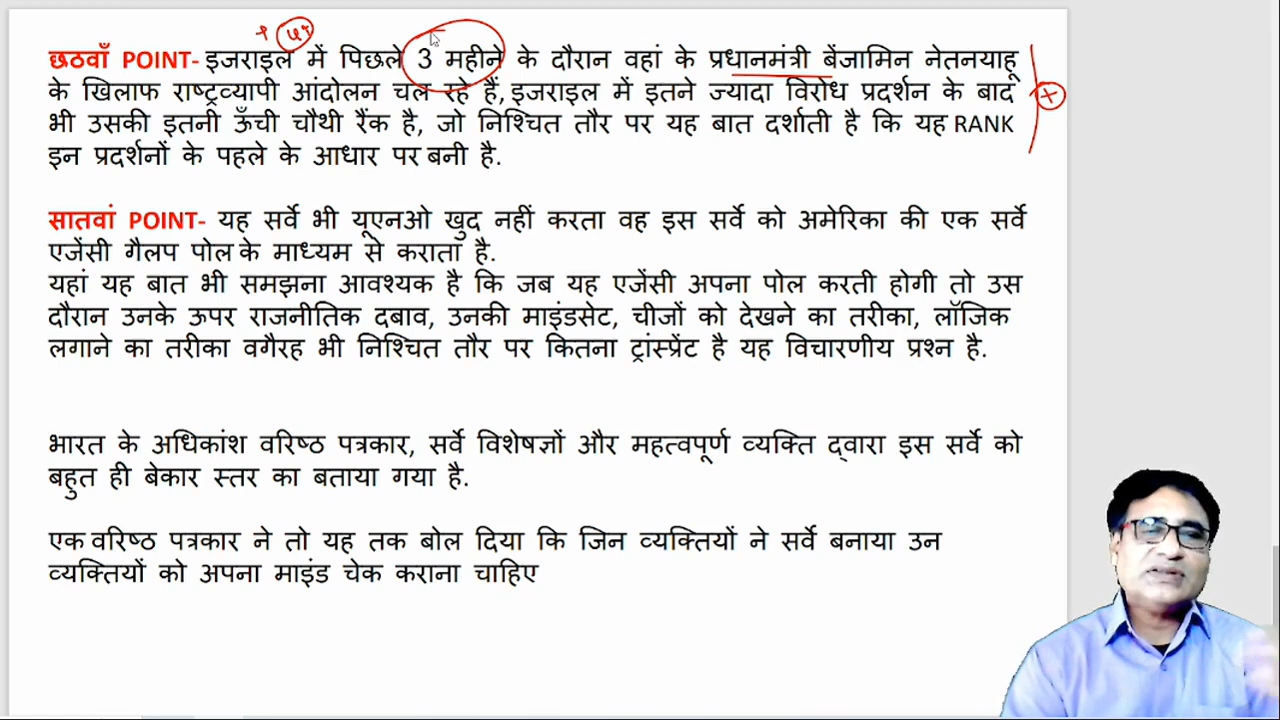 छठवाँ POINT- इजराइल में पिछले 3 महीने के दौरान वहां के प्रधानमंत्री बेंजामिन नेतनयाहू
के खिलाफ राष्ट्रव्यापी आंदोलन चल रहे हैं,इजराइल में इतने ज्यादा विरोध प्रदर्शन के बाद
भी उसकी इतनी ऊँची चौथी रैंक है, जो निश्चित तौर पर यह बात दर्शाती है कि यह RANK
इन प्रदर्शनों के पहले के आधार पर बनी है.
सातवां POINT- यह सर्वे भी यूएनओ खुद नहीं करता वह इस सर्वे को अमेरिका की एक सर्वे
एजेंसी गैलप पोल के माध्यम से कराता है.
यहां यह बात भी समझना आवश्यक है कि जब यह एजेंसी अपना पोल करती होगी तो उस
दौरान उनके ऊपर राजनीतिक दबाव, उनकी माइंडसेट, चीजों को देखने का तरीका, लॉजिक
लगाने का तरीका वगैरह भी निश्चित तौर पर कितना ट्रांस्प्रेंट है यह विचारणीय प्रश्न है.
भारत के अधिकांश वरिष्ठ पत्रकार, सर्वे विशेषज्ञों और महत्वपूर्ण व्यक्ति द्वारा इस सर्वे को
बहुत ही बेकार स्तर का बताया गया है.
एक वरिष्ठ पत्रकार ने तो यह तक बोल दिया कि जिन व्यक्तियों ने सर्वे बनाया उन
व्यक्तियों को अपना माइंड चेक कराना चाहिए